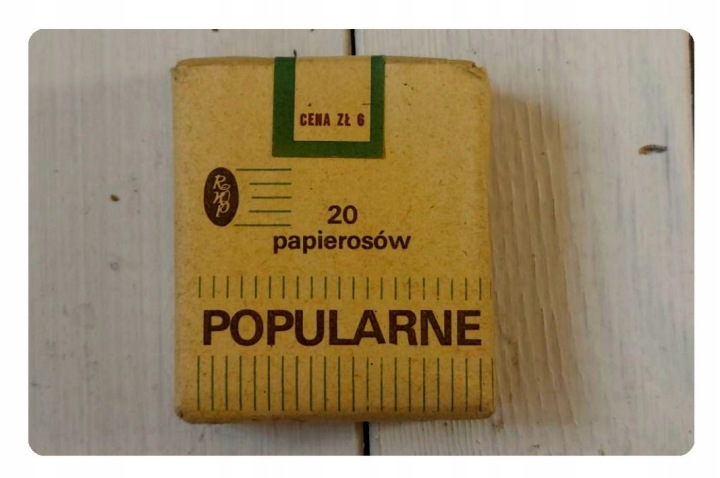 CENA ZŁ 6
20
papierosów
POPULARNE